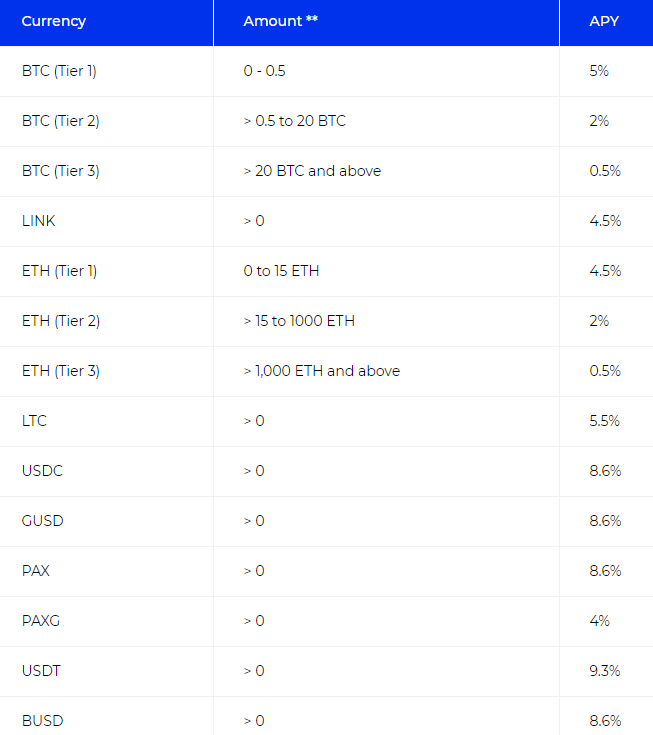 Currency Amount ** APY
BTC (Tier 1) 0 - 0.5 5%
BTC (Tier 2) > 0.5 to 20 BTC 2%
BTC (Tier 3) > 20 BTC and above 0.5%
LINK > 0 4.5%
ETH (Tier 1) 0 to 15 ETH 4.5%
ETH (Tier 2) > 15 to 1000 ETH 2%
ETH (Tier 3) > 1,000 ETH and above 0.5%
LTC > 0 5.5%
USDC > 0 8.6%
GUSD > 0 8.6%
PAX > 0 8.6%
PAXG > 0 4%
USDT > 0 9.3%
BUSD > 0 8.6%